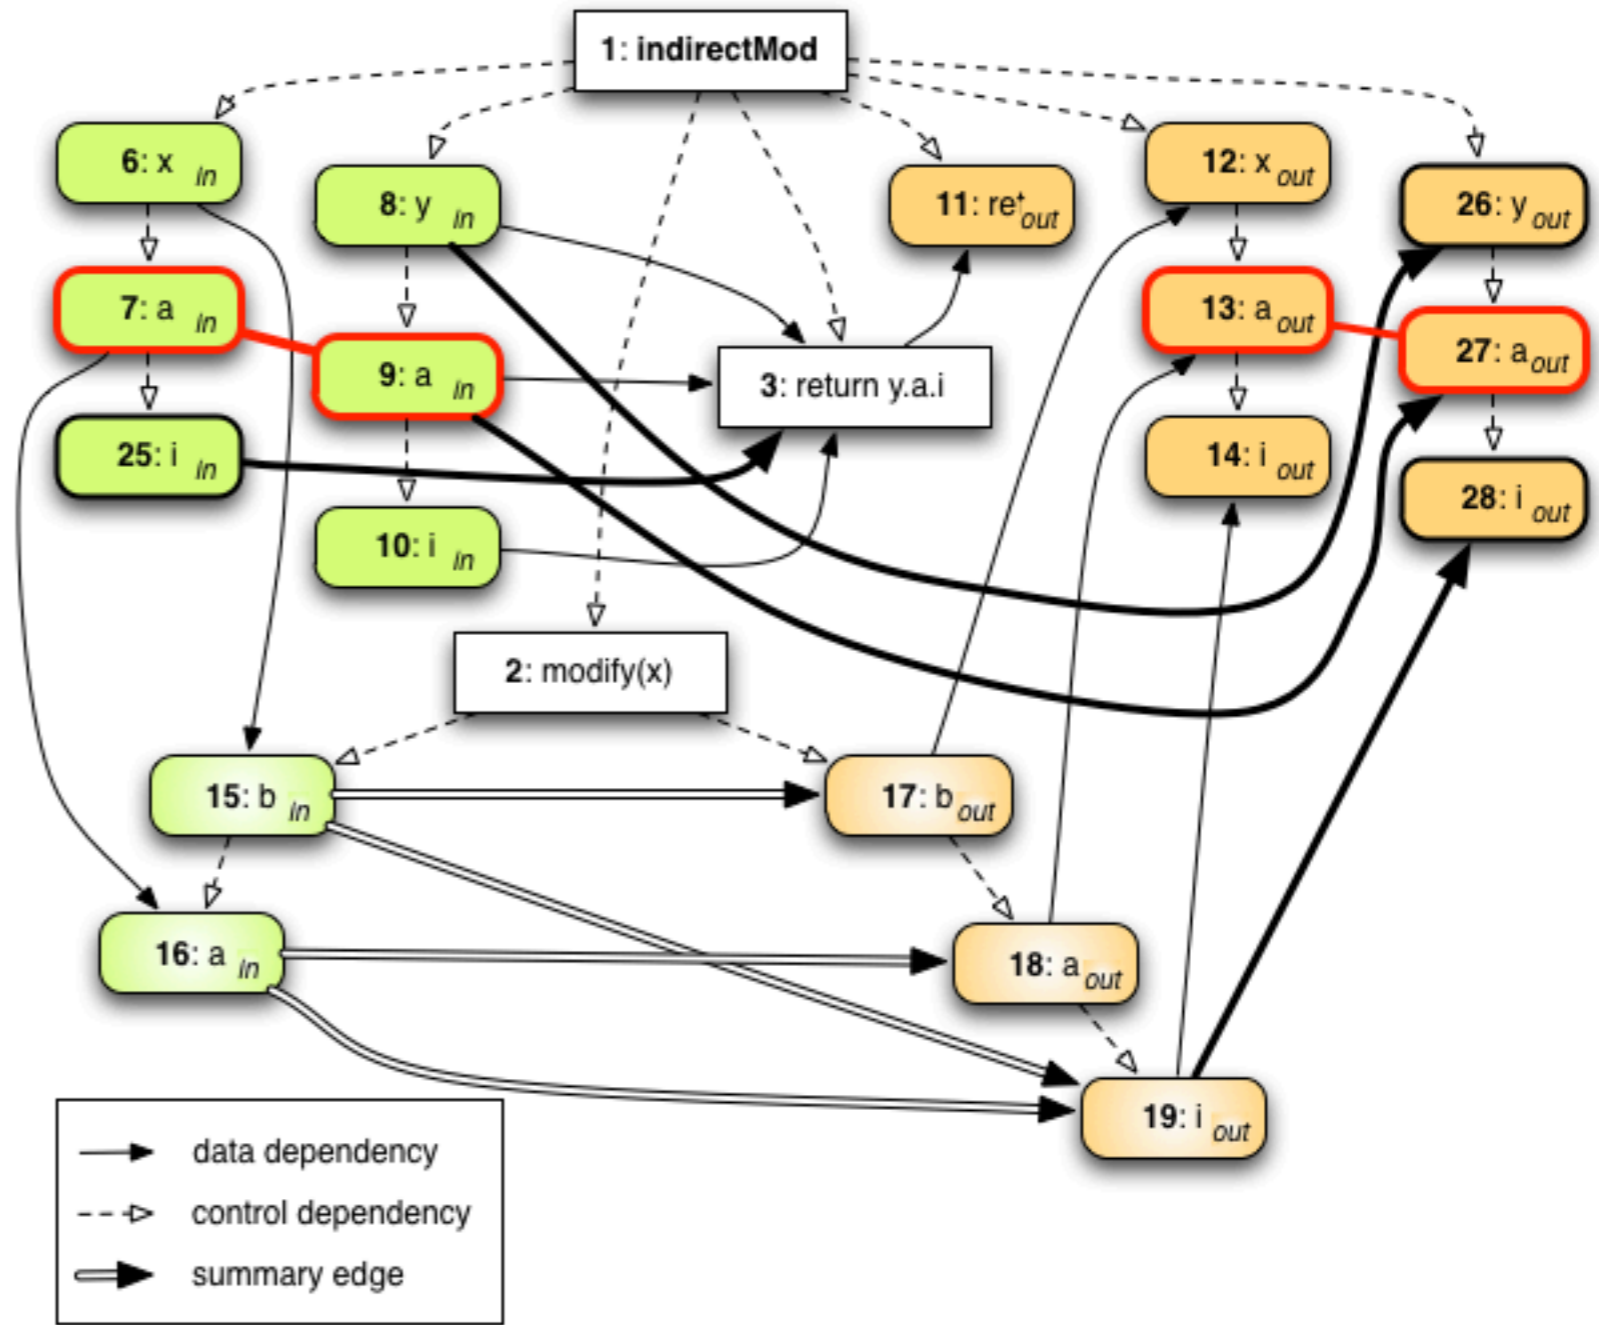 1: indirectMod
6: x in
8: y in
11: ret out
12: x out
26: y out
7: a in
9: a in
3: return y.a.i
13: a out
27: a out
25: i in
10: i in
14: i out
28: i out
2: modify(x)
15: b in
17: b out
16: a in
18: a out
19: i out
data dependency
control dependency
summary edge